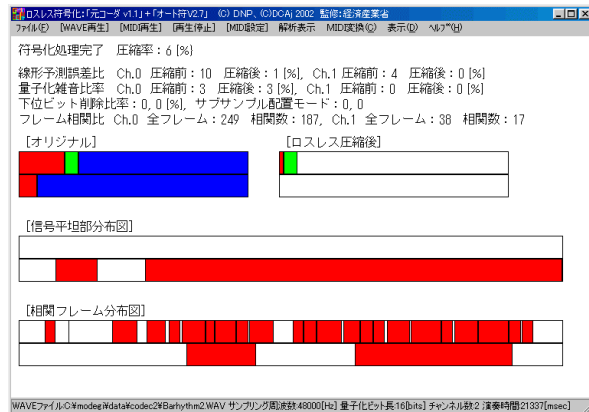 ロスレス符号化:「元コーダ v1.1」+「オート符V2.7」 (C) DNP、(C)DCAj 2002 監修:経済産業省
ファイル(F) [WAVE再生] [MIDI再生] [再生停止] [MIDI設定] 解析表示 MIDI変換(C) 表示(D) ヘルプ(H)
符号化処理完了 圧縮率:6 [%]
線形予測誤差比 Ch.0 圧縮前:10 圧縮後:1 [%], Ch.1 圧縮前:4 圧縮後:0 [%]
量子化雑音比率 Ch.0 圧縮前:3 圧縮後:3 [%], Ch.1 圧縮前:0 圧縮後:0 [%]
下位ビット削除比率:0, 0 [%], サブサンプル配置モード:0, 0
フレーム相関比 Ch.0 全フレーム:249 相関数:187, Ch.1 全フレーム:38 相関数:17
[オリジナル] [ロスレス圧縮後]
[信号平坦部分布図]
[相関フレーム分布図]
WAVEファイル:C¥modegi¥data¥codec2¥Barhythm2.WAV サンプリング周波数:48000[Hz] 量子化ビット長:16[bits] チャンネル数:2 演奏時間:21337[msec]